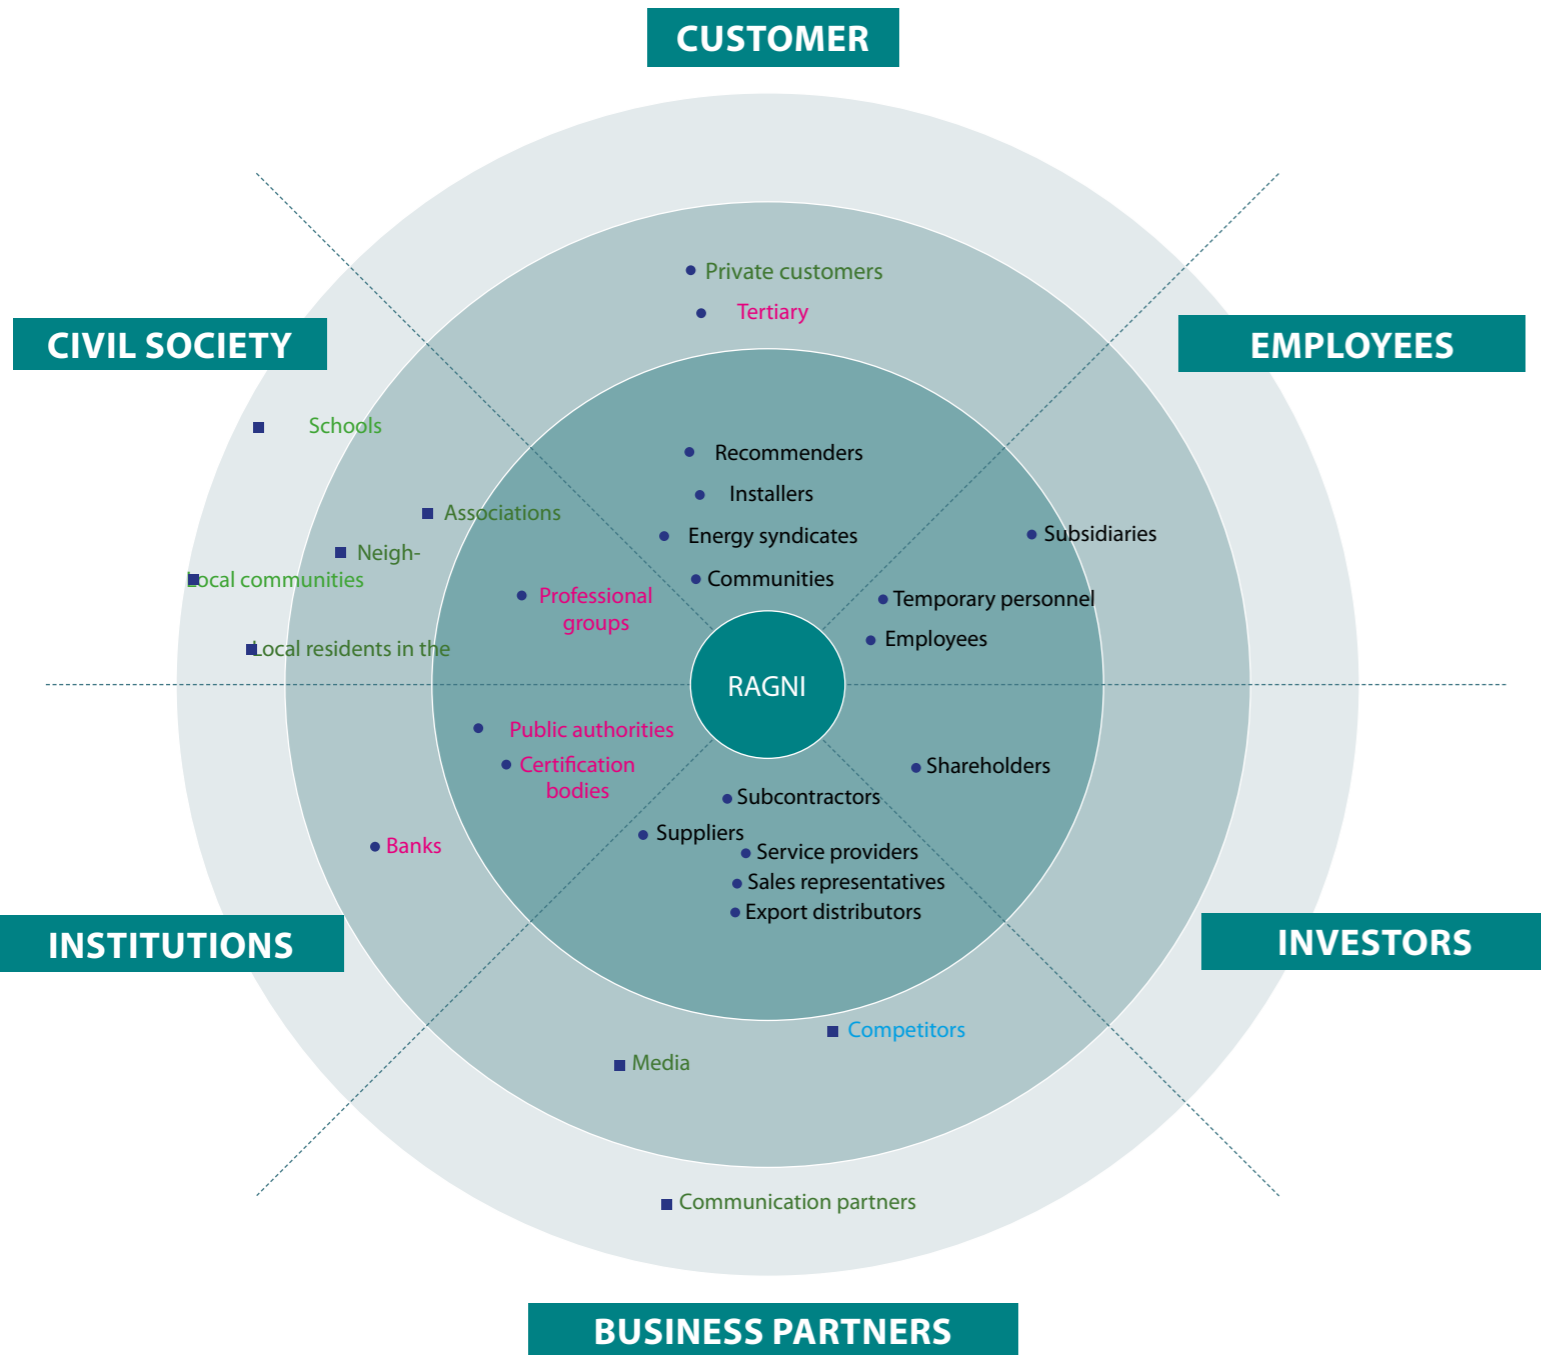 CUSTOMER
Private customers
Tertiary
CIVIL SOCIETY
EMPLOYEES
Schools
Recommenders
Installers
Associations
Energy syndicates
Subsidiaries
Neigh-
Local communities
Communities
Professional
groups
Temporary personnel
Employees
Local residents in the
RAGNI
Public authorities
Certification
bodies
Shareholders
Subcontractors
Suppliers
Banks
Service providers
Sales representatives
Export distributors
INSTITUTIONS
INVESTORS
Competitors
Media
Communication partners
BUSINESS PARTNERS